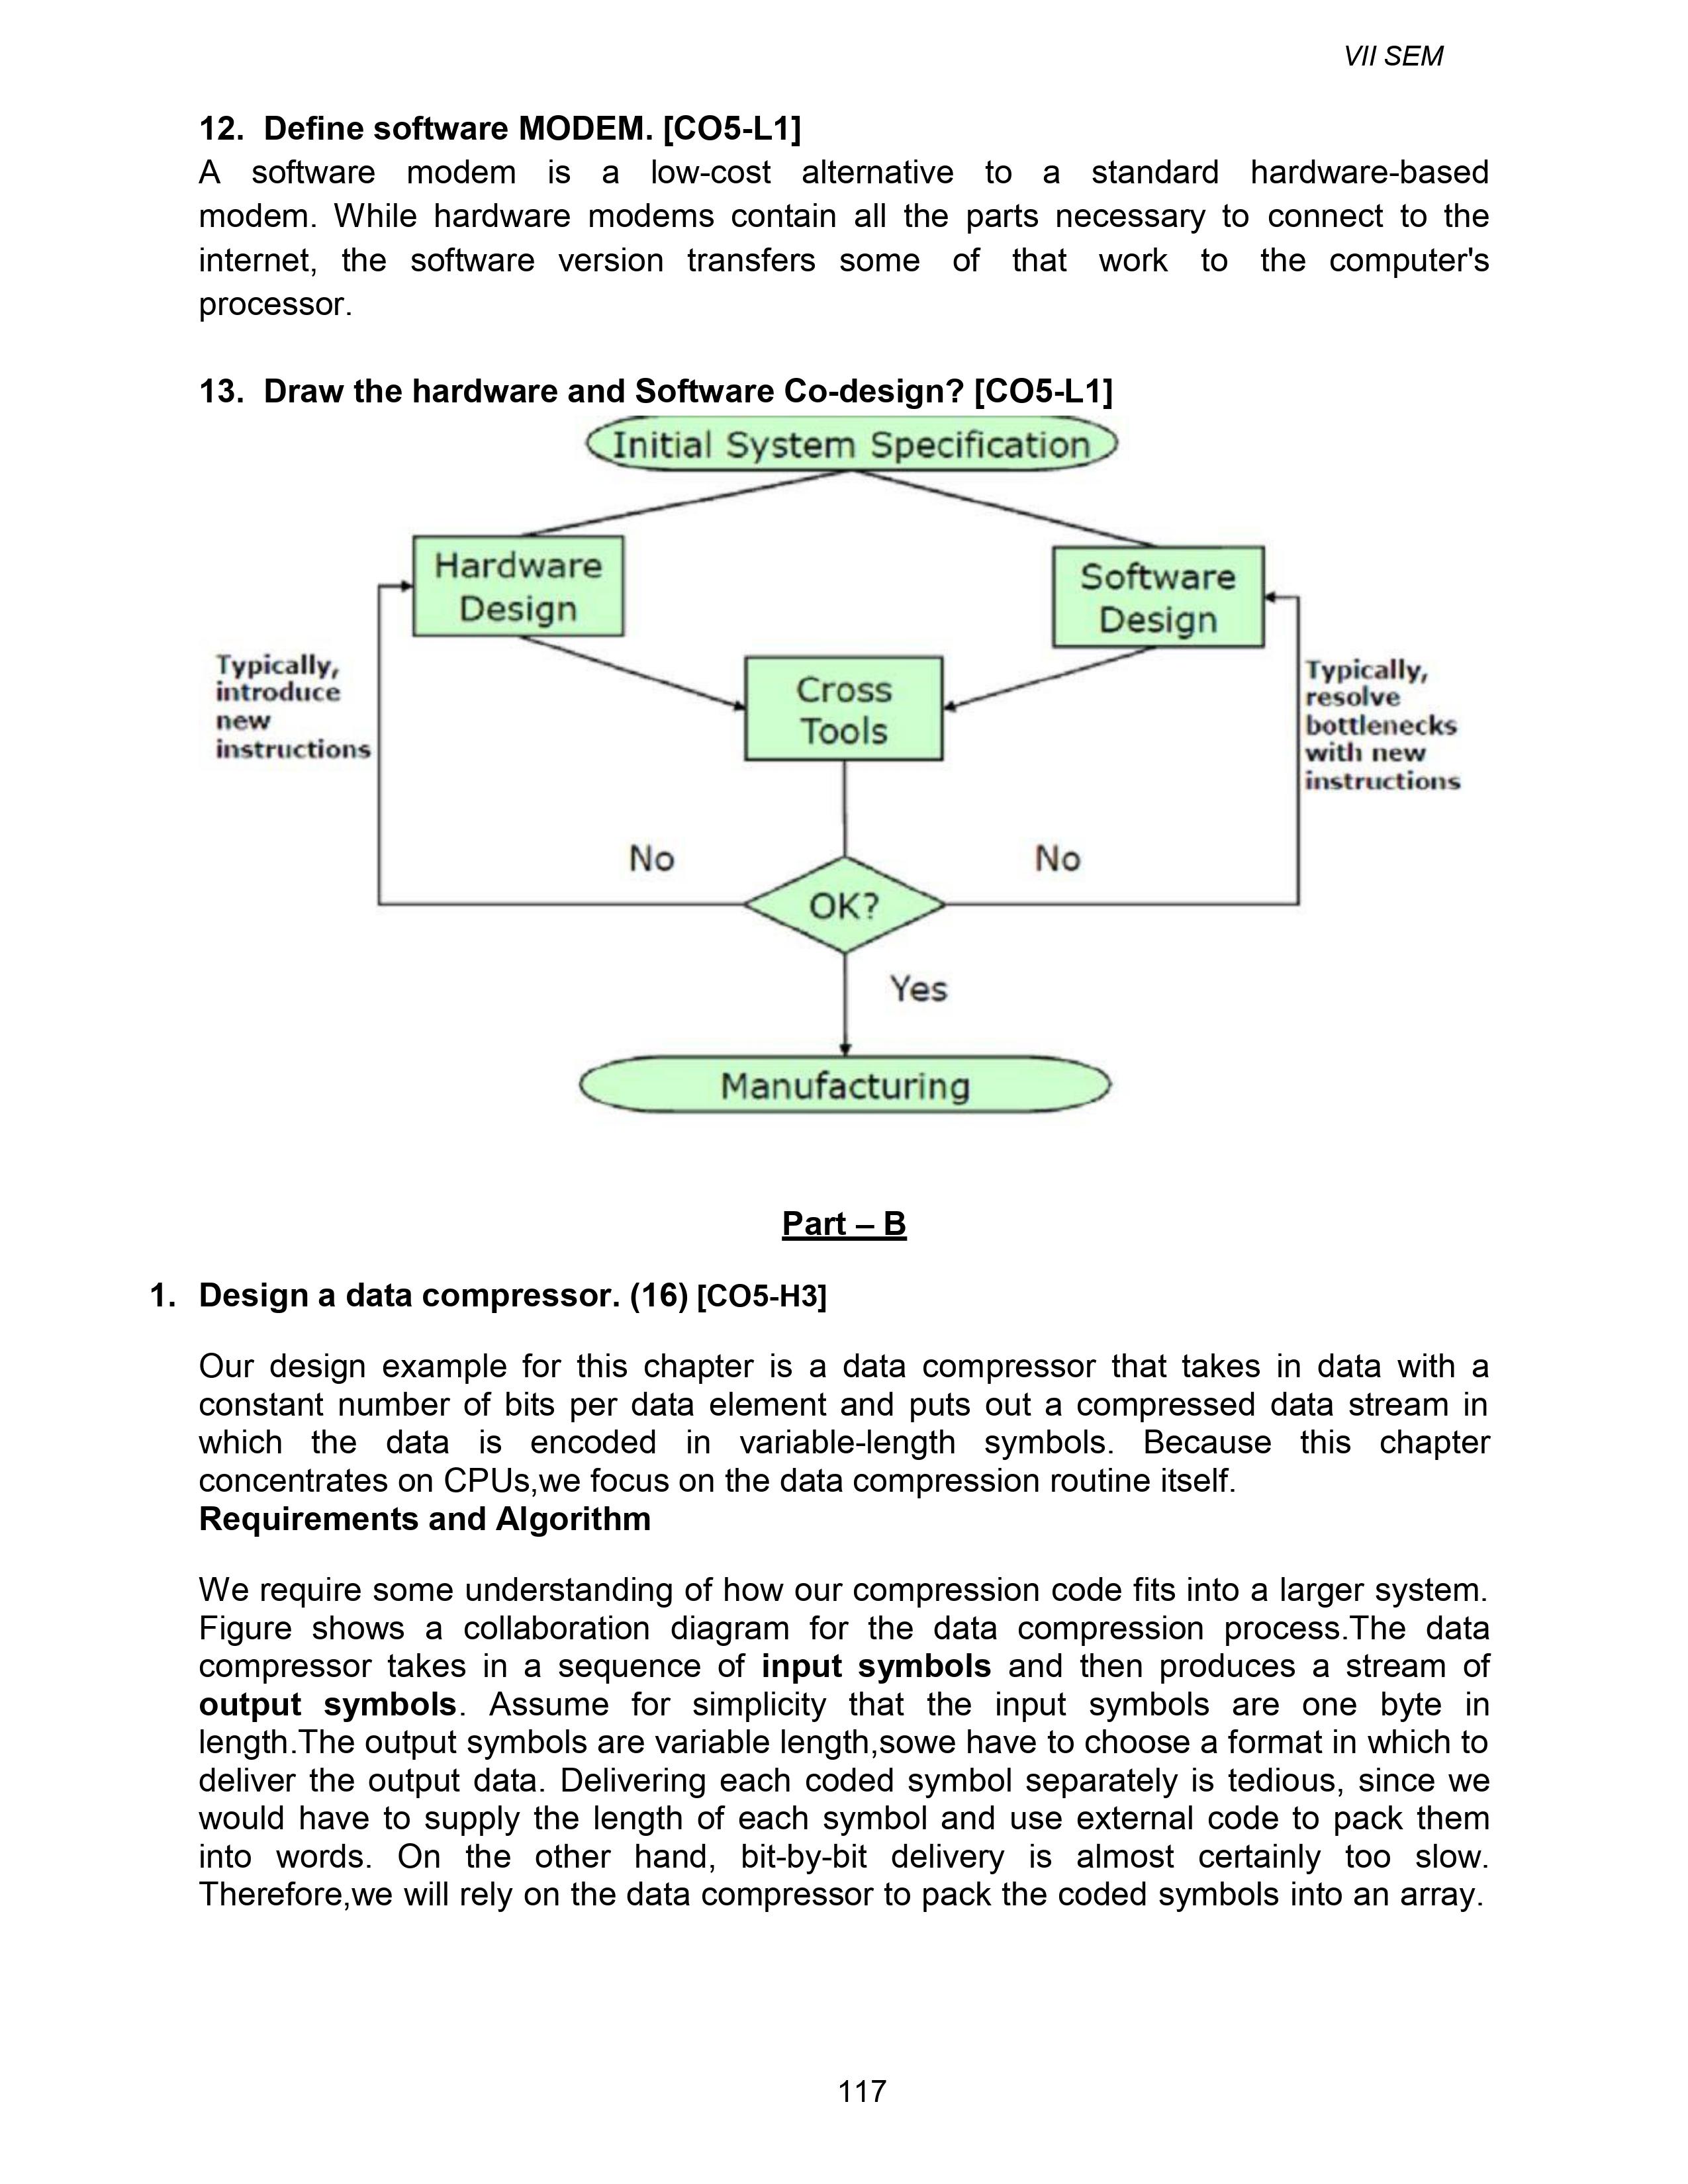 VII SEM
12. Define software MODEM. [CO5-L1]
A software modem is a low-cost alternative to a standard hardware-based
modem. While hardware modems contain all the parts necessary to connect to the
internet, the software version transfers some of that work to the computer's
processor.
13. Draw the hardware and Software Co-design? [CO5-L1]
Initial System Specification
Hardware
Design
Software
Design
Typically,
introduce
new
instructions
Cross
Tools
Typically,
resolve
bottlenecks
with new
instructions
No
No
OK?
Yes
Manufacturing
Part – B
1. Design a data compressor. (16) [CO5-H3]
Our design example for this chapter is a data compressor that takes in data with a
constant number of bits per data element and puts out a compressed data stream in
which the data is encoded in variable-length symbols. Because this chapter
concentrates on CPUs,we focus on the data compression routine itself.
Requirements and Algorithm
We require some understanding of how our compression code fits into a larger system.
Figure shows a collaboration diagram for the data compression process.The data
compressor takes in a sequence of input symbols and then produces a stream of
output symbols. Assume for simplicity that the input symbols are one byte in
length.The output symbols are variable length,sowe have to choose a format in which to
deliver the output data. Delivering each coded symbol separately is tedious, since we
would have to supply the length of each symbol and use external code to pack them
into words. On the other hand, bit-by-bit delivery is almost certainly too slow.
Therefore,we will rely on the data compressor to pack the coded symbols into an array.
117